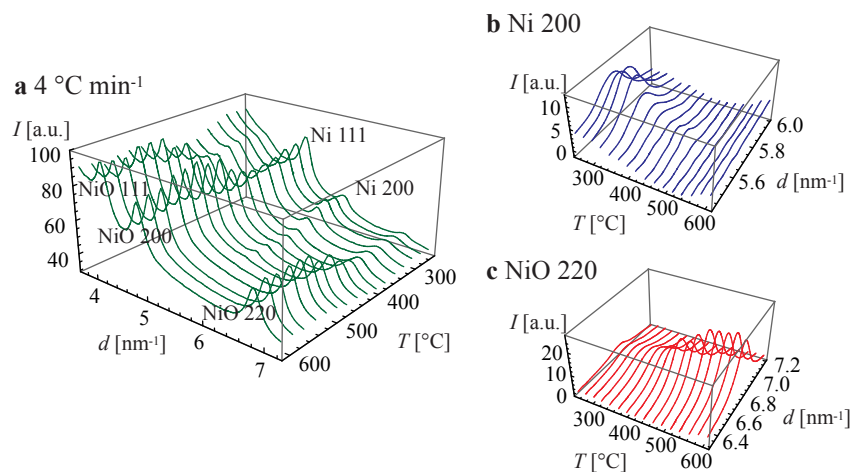 a 4 °C min-1
I [a.u.]
100
80
60
40
NiO 111
NiO 200
NiO 220
Ni 111
Ni 200
4
5
6
7
d [nm-1]
300
400
500
600
T [°C]
b Ni 200
I [a.u.]
10
5
0
300
400
500
600
T [°C]
6.0
5.8
5.6
d [nm-1]
c NiO 220
I [a.u.]
20
10
0
300
400
500
600
T [°C]
7.2
7.0
6.8
6.6
6.4
d [nm-1]